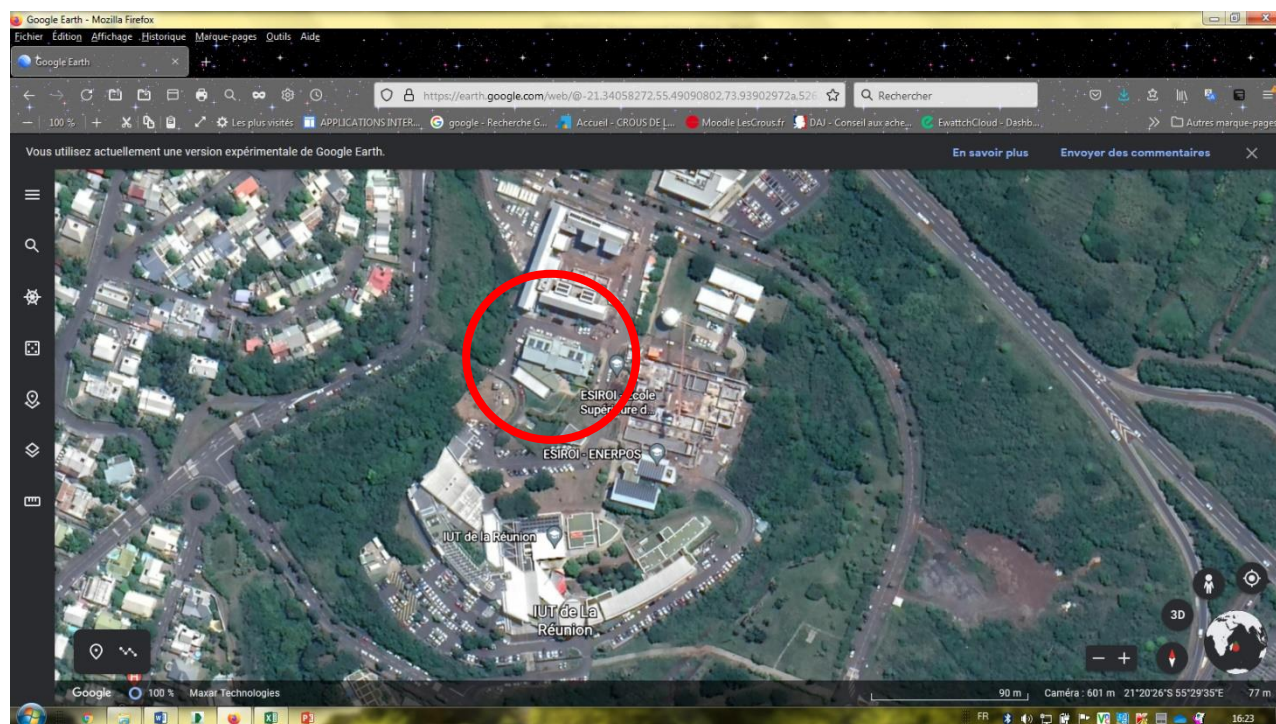 Google Earth - Mozilla Firefox
Fichier Édition Affichage Historique Marque-pages Outils Aide
Google Earth
https://earth.google.com/web/@-21.34058272,55.49090802,73.93902972a,526
Rechercher
100 %
Les plus visités
APPLICATIONS INTER...
google - Recherche G...
Accueil - CROUS DE L...
Moodle LesCrous.fr
DAJ - Conseil aux ache...
EwattchCloud - Dashb...
Autres marque-pages
Vous utilisez actuellement une version expérimentale de Google Earth.
En savoir plus
Envoyer des commentaires
ESIROI - École
Supérieure d...
ESIROI - ENERPOS
IUT de la Réunion
IUT de La
Réunion
3D
Google
100 %
Maxar Technologies
90 m
Caméra : 601 m
21°20'26"S 55°29'35"E
77 m
FR
16:23